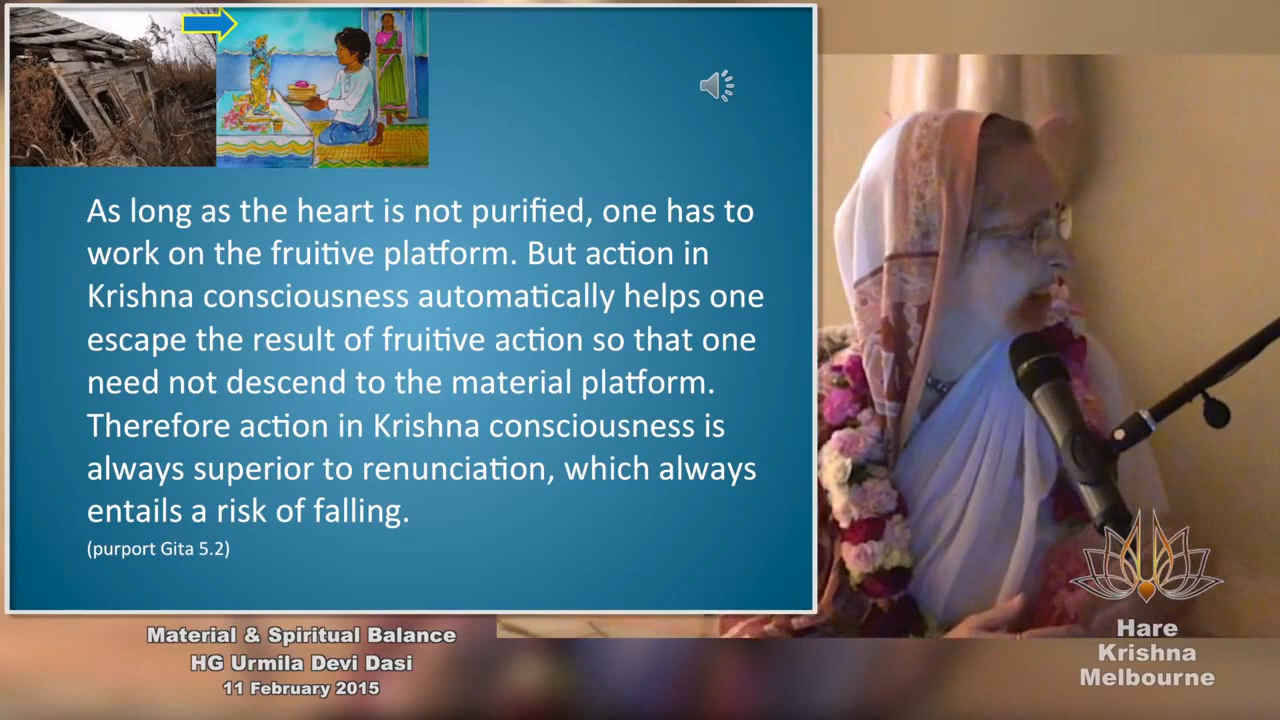 As long as the heart is not purified, one has to
work on the fruitive platform. But action in
Krishna consciousness automatically helps one
escape the result of fruitive action so that one
need not descend to the material platform.
Therefore action in Krishna consciousness is
always superior to renunciation, which always
entails a risk of falling.
(purport Gita 5.2)
Material & Spiritual Balance
HG Urmila Devi Dasi
11 February 2015
Hare
Krishna
Melbourne